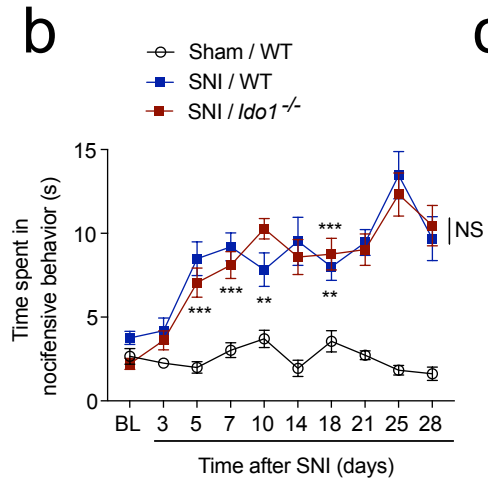 b
c
Sham / WT
SNI / WT
SNI / Ido1-/-
Time spent in
nocifensive behavior (s)
15
10
5
0
***
***
**
***
**
NS
BL 3 5 7 10 14 18 21 25 28
Time after SNI (days)